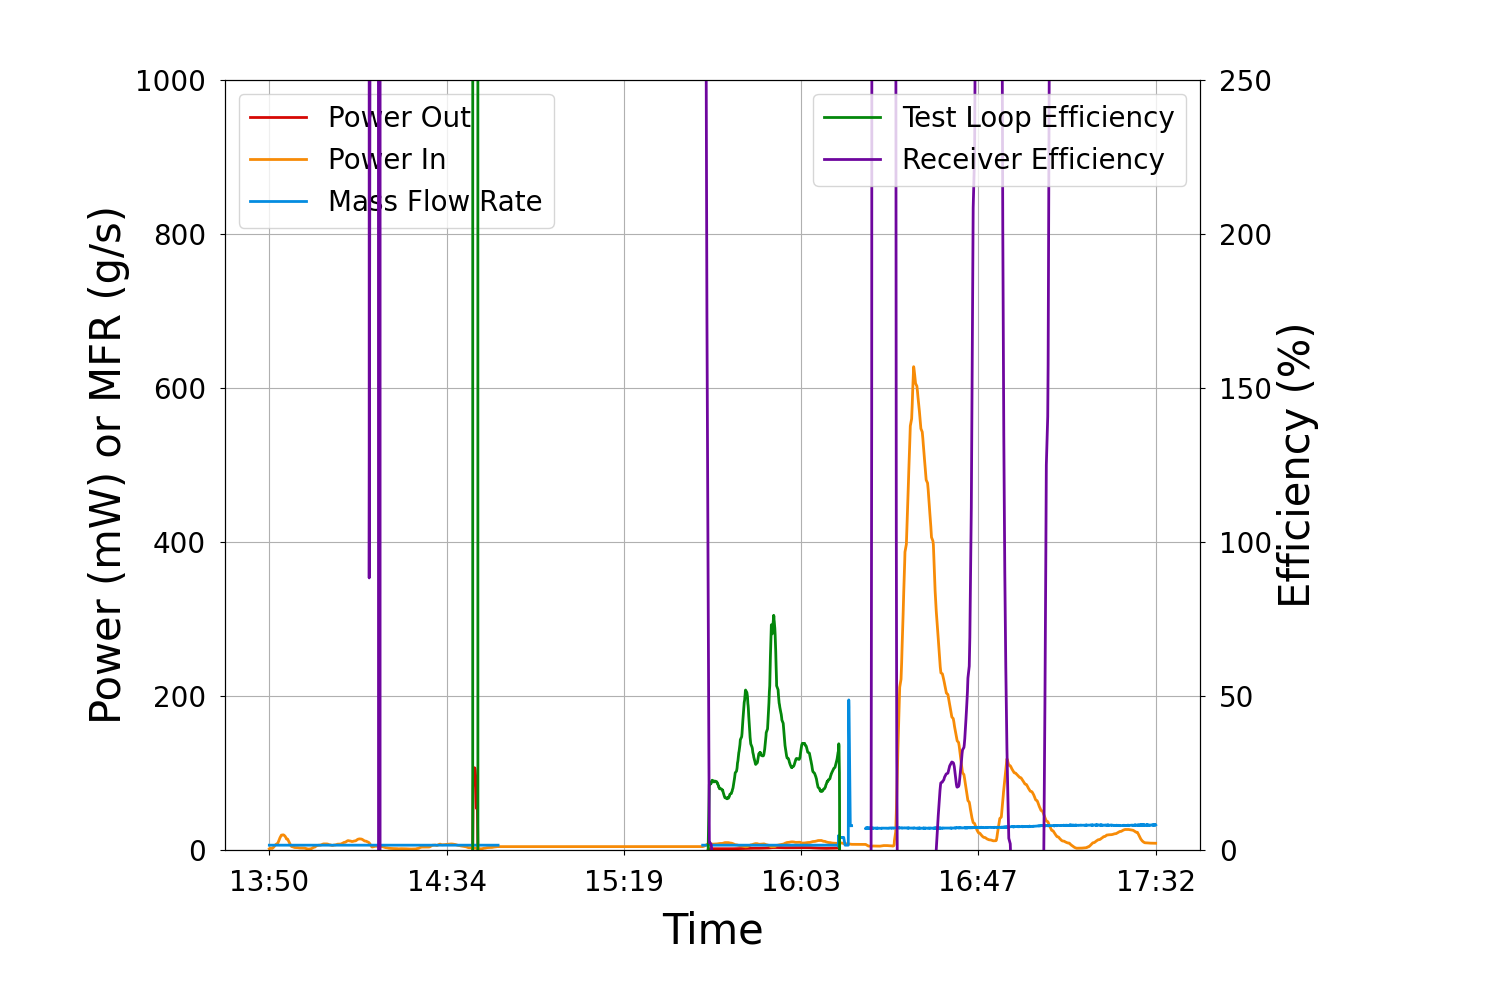 Power Out
Power In
Mass Flow Rate
Test Loop Efficiency
Receiver Efficiency
1000
800
600
400
200
0
Power (mW) or MFR (g/s)
250
200
150
100
50
0
Efficiency (%)
13:50 14:34 15:19 16:03 16:47 17:32
Time